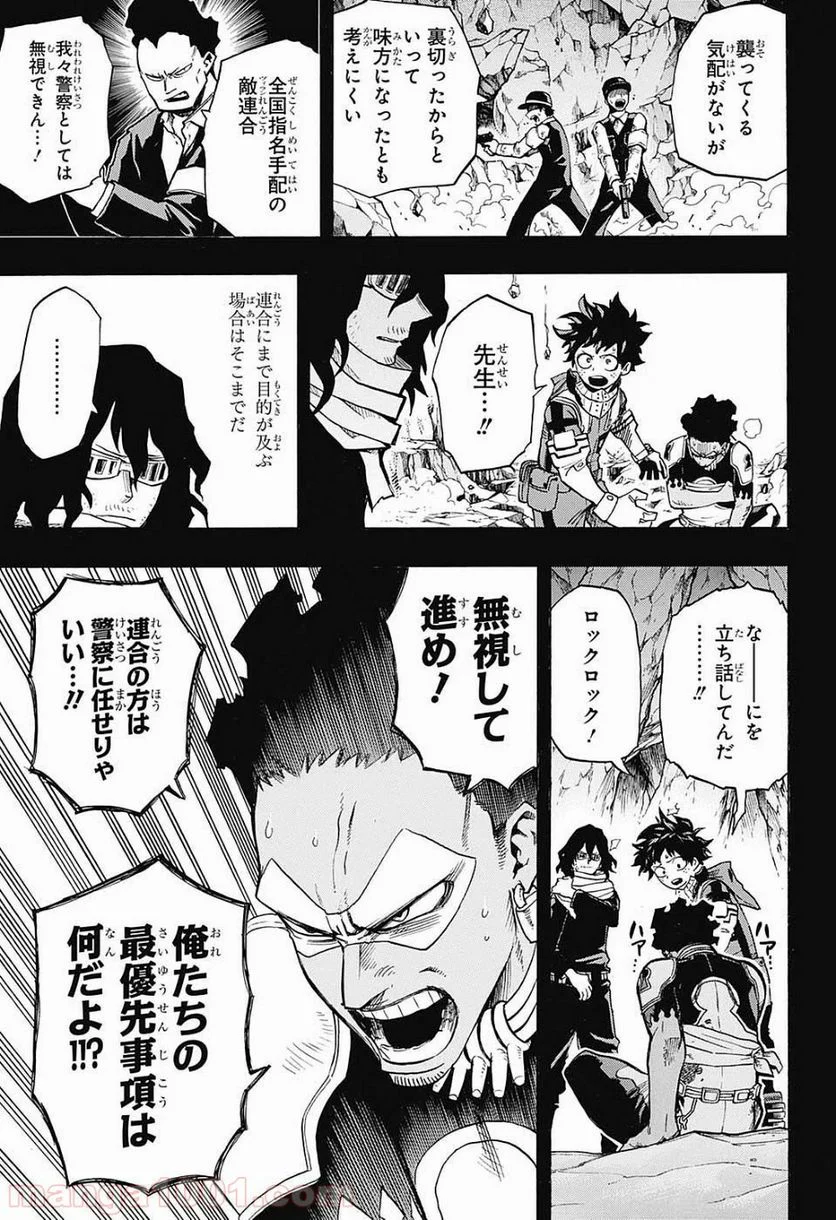 襲ってくる
気配がないが
裏切ったからと
いって
味方になったとも
考えにくい
全国指名手配の
敵連合
我々警察としては
無視できん…!!
先生…!!
連合にまで目的が及ぶ
場合はそこまでだ
…………
なーーにを
立ち話してんだ
……!!
ロックロック!
ハァ
ハァ
無視して
進め!
連合の方は
警察に任せりゃ
いい…!!
俺たちの
最優先事項は
何だよ!!?